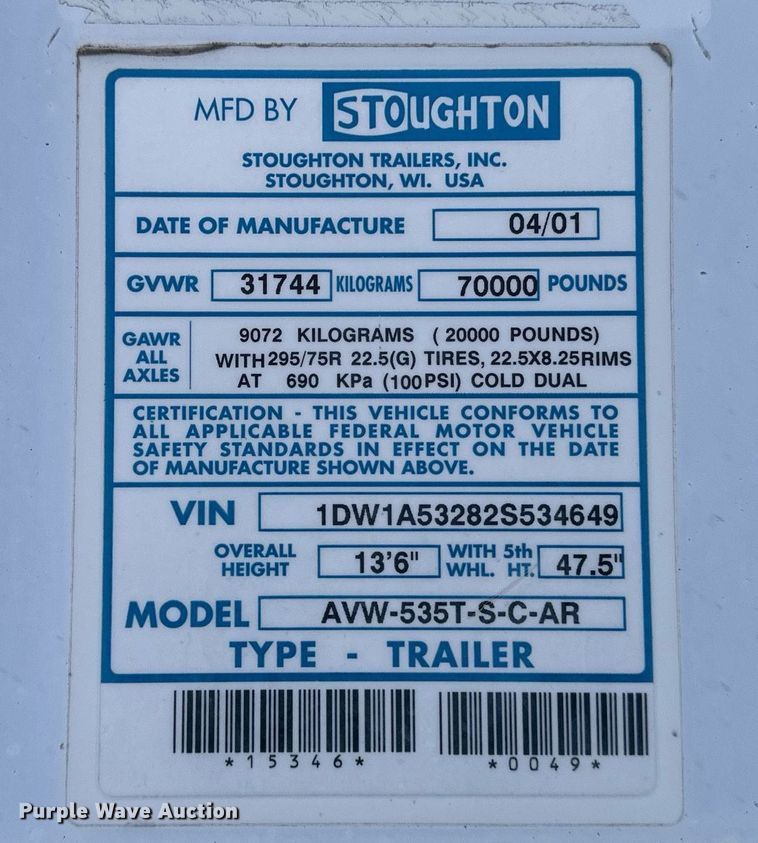 MFD BY STOUGHTON
STOUGHTON TRAILERS, INC.
STOUGHTON, WI. USA
DATE OF MANUFACTURE 04/01
GVWR 31744 KILOGRAMS 70000 POUNDS
GAWR ALL AXLES
9072 KILOGRAMS ( 20000 POUNDS)
WITH 295/75R 22.5(G) TIRES, 22.5X8.25RIMS
AT 690 KPa (100PSI) COLD DUAL
CERTIFICATION - THIS VEHICLE CONFORMS TO
ALL APPLICABLE FEDERAL MOTOR VEHICLE
SAFETY STANDARDS IN EFFECT ON THE DATE
OF MANUFACTURE SHOWN ABOVE.
VIN 1DW1A53282S534649
OVERALL HEIGHT 13'6" WITH 5th WHL. HT. 47.5"
MODEL AVW-535T-S-C-AR
TYPE - TRAILER
*15346* *0049*
Purple Wave Auction